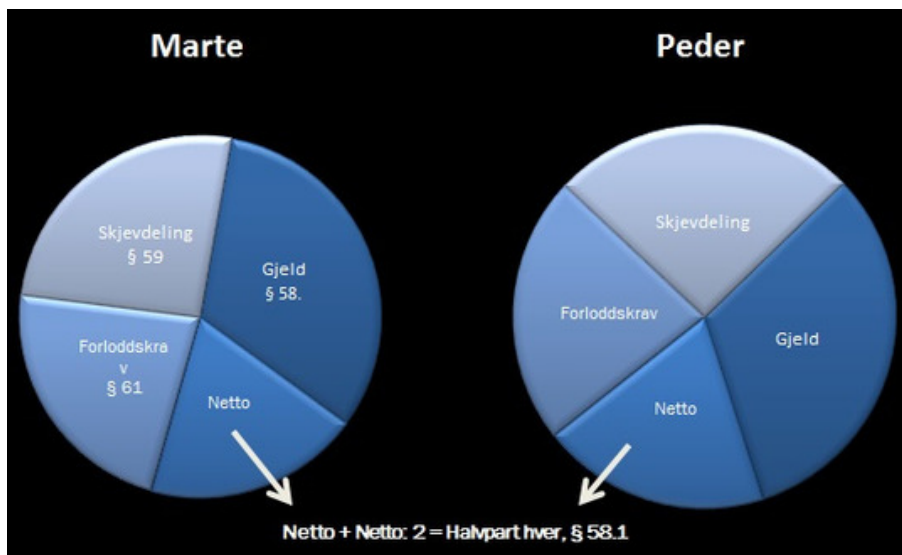 Marte
Peder
Skjevdeling
§ 59
Gjeld
§ 58.
Forloddskra
v
§ 61
Netto
Skjevdeling
Forloddskrav
Gjeld
Netto
Netto + Netto: 2 = Halvpart hver, § 58.1